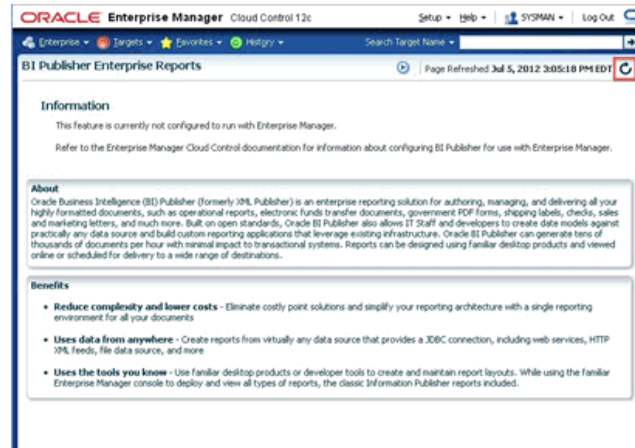 ORACLE Enterprise Manager Cloud Control 12c
Setup Help SYSMAN Log Out
Enterprise Targets Favorites History
Search Target Name
BI Publisher Enterprise Reports
Page Refreshed Jul 5, 2012 3:05:18 PM EDT
Information
This feature is currently not configured to run with Enterprise Manager.
Refer to the Enterprise Manager Cloud Control documentation for information about configuring BI Publisher for use with Enterprise Manager.
About
Oracle Business Intelligence (BI) Publisher (formerly XML Publisher) is an enterprise reporting solution for authoring, managing, and delivering all your
highly formatted documents, such as operational reports, electronic funds transfer documents, government PDF forms, shipping labels, checks, sales
and marketing letters, and much more. Built on open standards, Oracle BI Publisher also allows IT Staff and developers to create date models against
practically any data source and build custom reporting applications that leverage existing infrastructure. Oracle BI Publisher can generate tens of
thousands of documents per hour with minimal impact to transactional systems. Reports can be designed using familiar desktop products and viewed
online or scheduled for delivery to a wide range of destinations.
Benefits
• Reduce complexity and lower costs - Eliminate costly point solutions and simplify your reporting architecture with a single reporting
environment for all your documents
• Uses data from anywhere - Create reports from virtually any data source that provides a JDBC connection, including web services, HTTP
XML feeds, file data source, and more
• Uses the tools you know - Use familiar desktop products or developer tools to create and maintain report layouts. While using the familiar
Enterprise Manager console to deploy and view all types of reports, the classic Information Publisher reports included.